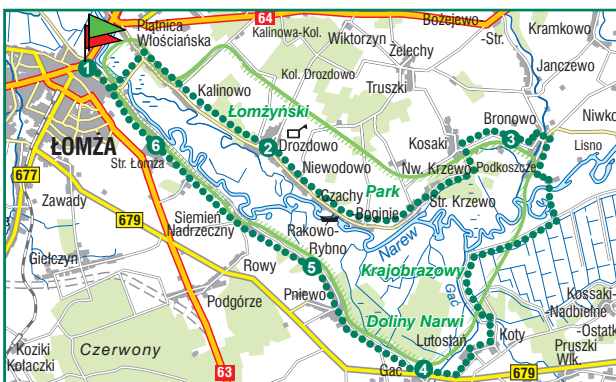 Piątnica
Włościańska
64
Kalinowa-Kol.
Wiktorzyn
Bożejewo-
-Str.
Kramkowo
Żelechy
Janczewo
Kol. Drozdowo
Truszki
Kalinowo
Łomżyński
Bronowo
Niwko
1
ŁOMŻA
6
2
Drozdowo
Kosaki
3
Lisno
Str. Łomża
Niewodowo
Nw. Krzewo
Podkoszcze
677
Zawady
Czachy
Park
Str. Krzewo
Boginie
679
Siemień
Nadrzeczny
Rakowo-
Rybno
Narew
Giełczyn
Rowy
5
Krajobrazowy
Gać
Podgórze
Pniewo
Kossaki-
-Nadbielne
Doliny Narwi
-Ostatki
Lutostań
Koty
Koziki
Kołaczki
Czerwony
63
Gać
4
679
Pruszki
Wlk.